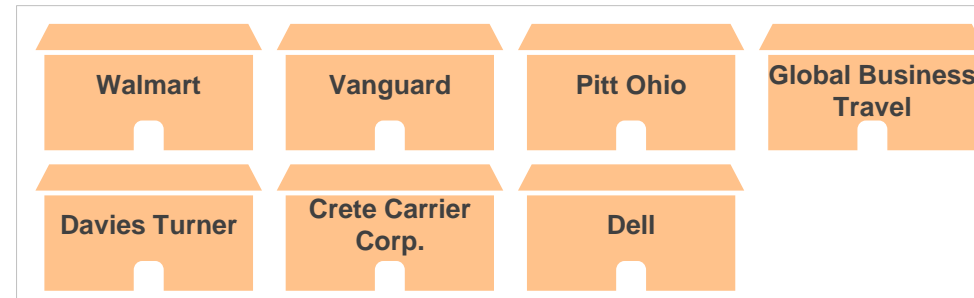 Walmart
Vanguard
Pitt Ohio
Global Business
Travel
Davies Turner
Crete Carrier
Corp.
Dell